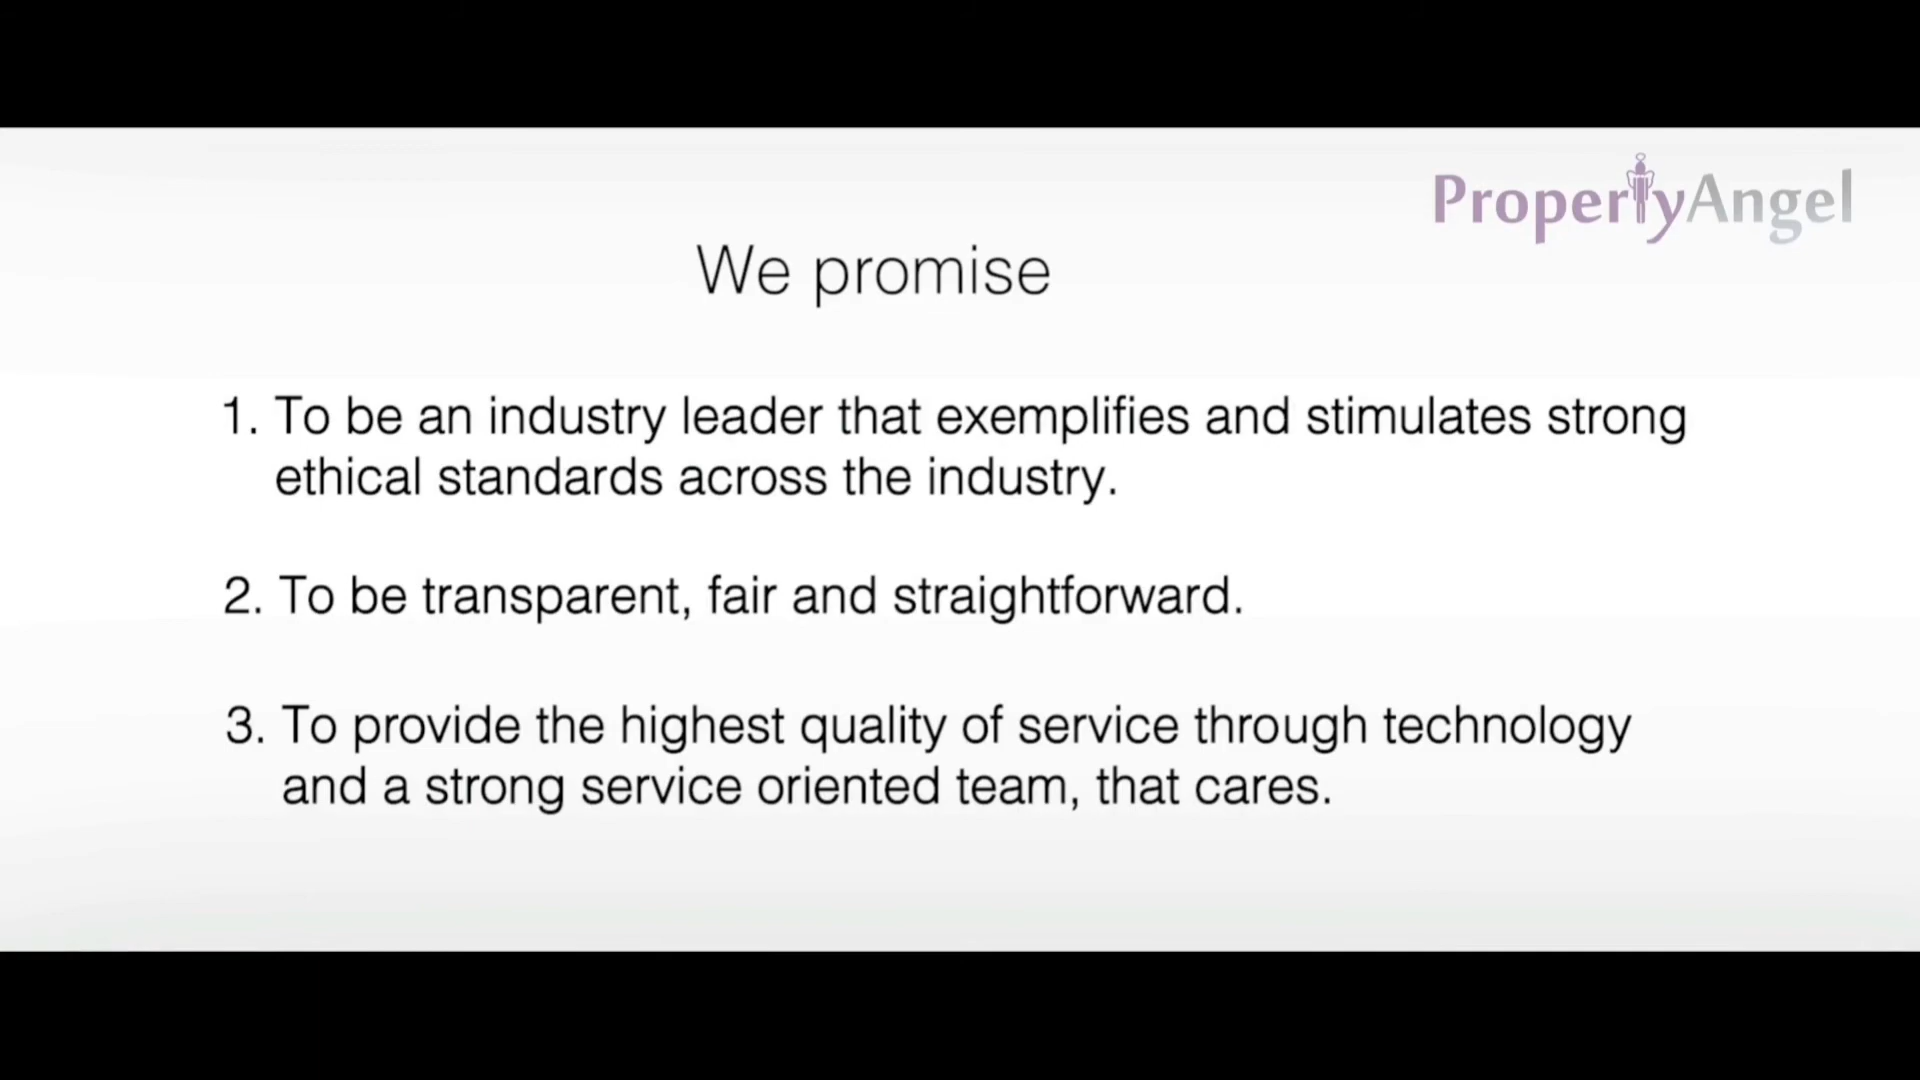 PropertyAngel
We promise
1. To be an industry leader that exemplifies and stimulates strong
ethical standards across the industry.
2. To be transparent, fair and straightforward.
3. To provide the highest quality of service through technology
and a strong service oriented team, that cares.